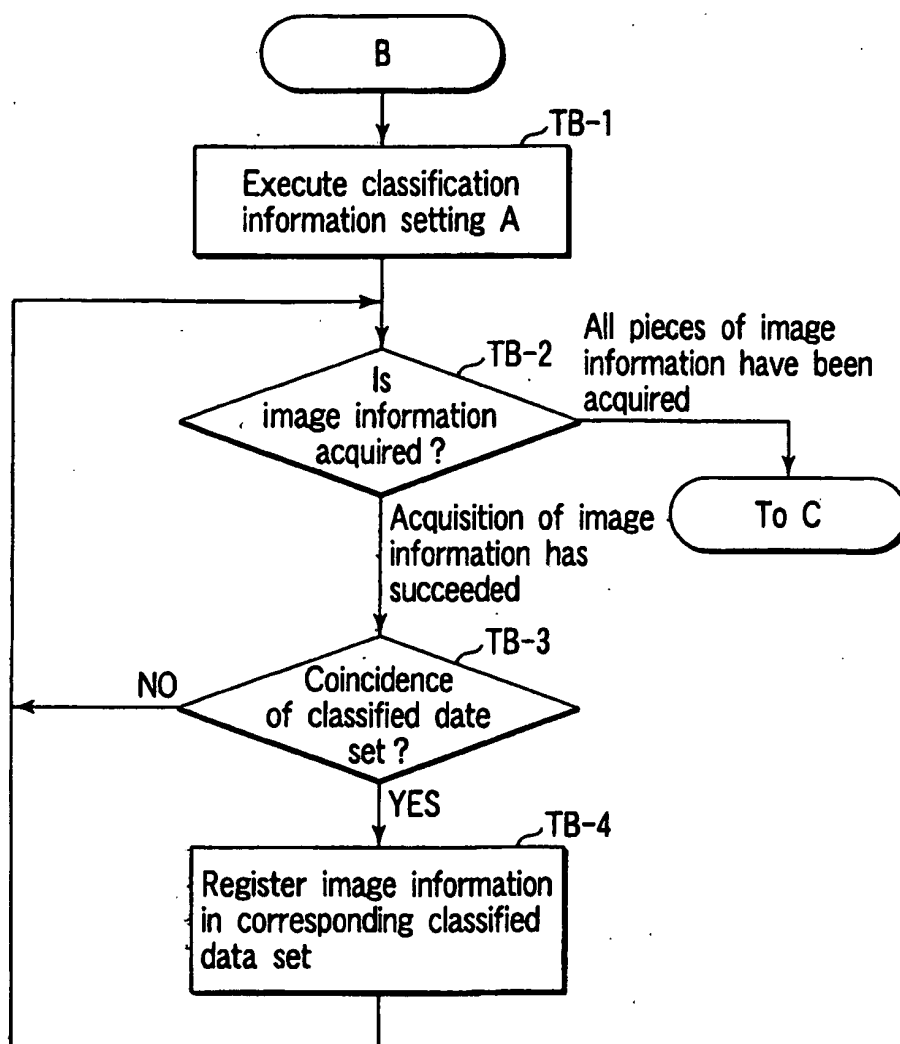 B
TB-1
Execute classification
information setting A
TB-2
Is
image information
acquired ?
All pieces of image
information have been
acquired
To C
Acquisition of image
information has
succeeded
TB-3
Coincidence
of classified date
set ?
NO
YES
TB-4
Register image information
in corresponding classified
data set